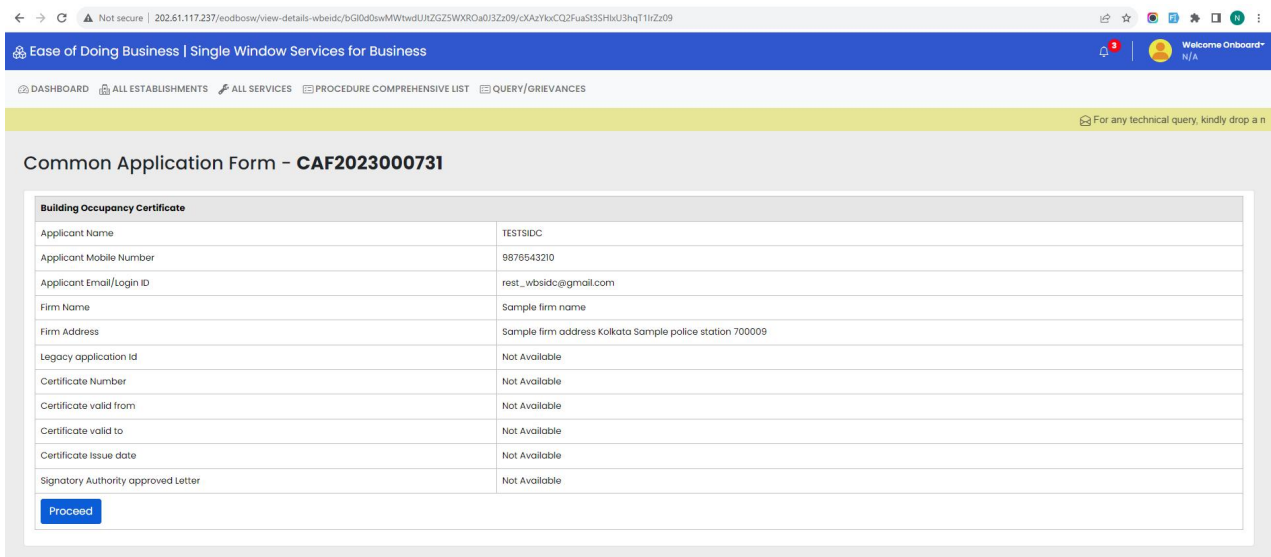 Not secure | 202.61.117.237/eodbosw/view-details-wbeidc/bGl0d0swMWtwdUJtZGZ5WXROa0J3Zz09/cXAzYkxCQ2FuaSt3SHlxU3hqT1lrZz09
N
Ease of Doing Business | Single Window Services for Business
3
Welcome Onboard
N/A
DASHBOARD ALL ESTABLISHMENTS ALL SERVICES PROCEDURE COMPREHENSIVE LIST QUERY/GRIEVANCES
For any technical query, kindly drop a m
Common Application Form - CAF2023000731
Building Occupancy Certificate
Applicant Name TESTSIDC
Applicant Mobile Number 9876543210
Applicant Email/Login ID rest_wbsidc@gmail.com
Firm Name Sample firm name
Firm Address Sample firm address Kolkata Sample police station 700009
Legacy application Id Not Available
Certificate Number Not Available
Certificate valid from Not Available
Certificate valid to Not Available
Certificate Issue date Not Available
Signatory Authority approved Letter Not Available
Proceed